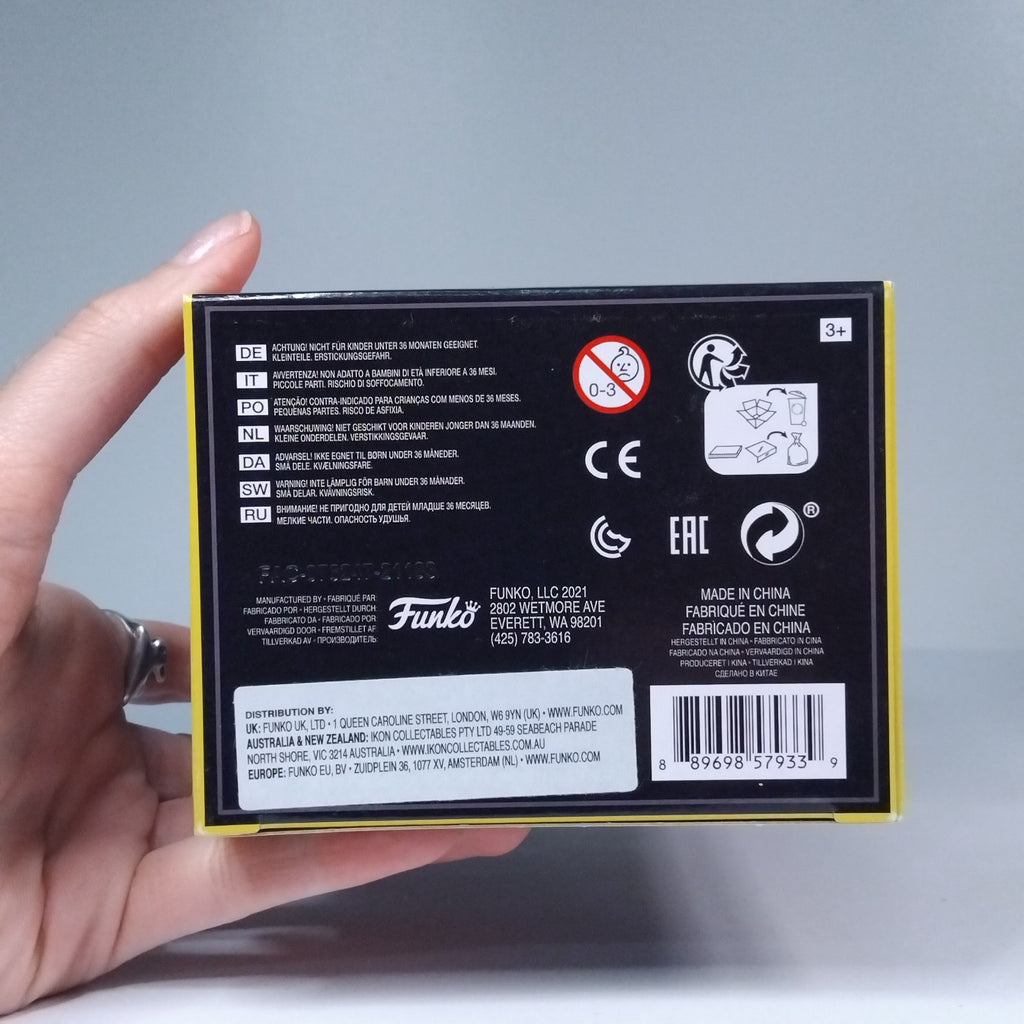 3+
DE ACHTUNG! NICHT FÜR KINDER UNTER 36 MONATEN GEEIGNET.
KLEINTEILE. ERSTICKUNGSGEFAHR.
IT AVVERTENZA! NON ADATTO A BAMBINI DI ETÀ INFERIORE A 36 MESI.
PICCOLE PARTI. RISCHIO DI SOFFOCAMENTO.
PO ATENÇÃO! CONTRA-INDICADO PARA CRIANÇAS COM MENOS DE 36 MESES.
PEQUENAS PARTES. RISCO DE ASFIXIA.
NL WAARSCHUWING! NIET GESCHIKT VOOR KINDEREN JONGER DAN 36 MAANDEN.
KLEINE ONDERDELEN. VERSTIKKINGSGEVAAR.
DA ADVARSEL! IKKE EGNET TIL BØRN UNDER 36 MÅNEDER.
SMÅ DELE. KVÆLNINGSFARE.
SW VARNING! INTE LÄMPLIG FÖR BARN UNDER 36 MÅNADER.
SMÅ DELAR. KVÄVNINGSRISK.
RU ВНИМАНИЕ! НЕ ПРИГОДНО ДЛЯ ДЕТЕЙ МЛАДШЕ 36 МЕСЯЦЕВ.
МЕЛКИЕ ЧАСТИ. ОПАСНОСТЬ УДУШЬЯ.
0-3
CE
EAC
®
MANUFACTURED BY • FABRIQUÉ PAR
FABRICADO POR • HERGESTELLT DURCH:
FABBRICATO DA • FABRICADO POR
VERVAARDIGD DOOR • FREMSTILLET AF
TILLVERKAD AV • ПРОИЗВОДИТЕЛЬ:
Funko
FUNKO, LLC 2021
2802 WETMORE AVE
EVERETT, WA 98201
(425) 783-3616
MADE IN CHINA
FABRIQUÉ EN CHINE
FABRICADO EN CHINA
HERGESTELLT IN CHINA • FABBRICATO IN CINA
FABRICADO NA CHINA • VERVAARDIGD IN CHINA
PRODUCERET I KINA • TILLVERKAD I KINA
СДЕЛАНО В КИТАЕ
DISTRIBUTION BY:
UK: FUNKO UK, LTD • 1 QUEEN CAROLINE STREET, LONDON, W6 9YN (UK) • WWW.FUNKO.COM
AUSTRALIA & NEW ZEALAND: IKON COLLECTABLES PTY LTD 49-59 SEABEACH PARADE
NORTH SHORE, VIC 3214 AUSTRALIA • WWW.IKONCOLLECTABLES.COM.AU
EUROPE: FUNKO EU, BV • ZUIDPLEIN 36, 1077 XV, AMSTERDAM (NL) • WWW.FUNKO.COM
8 89698 57933 9